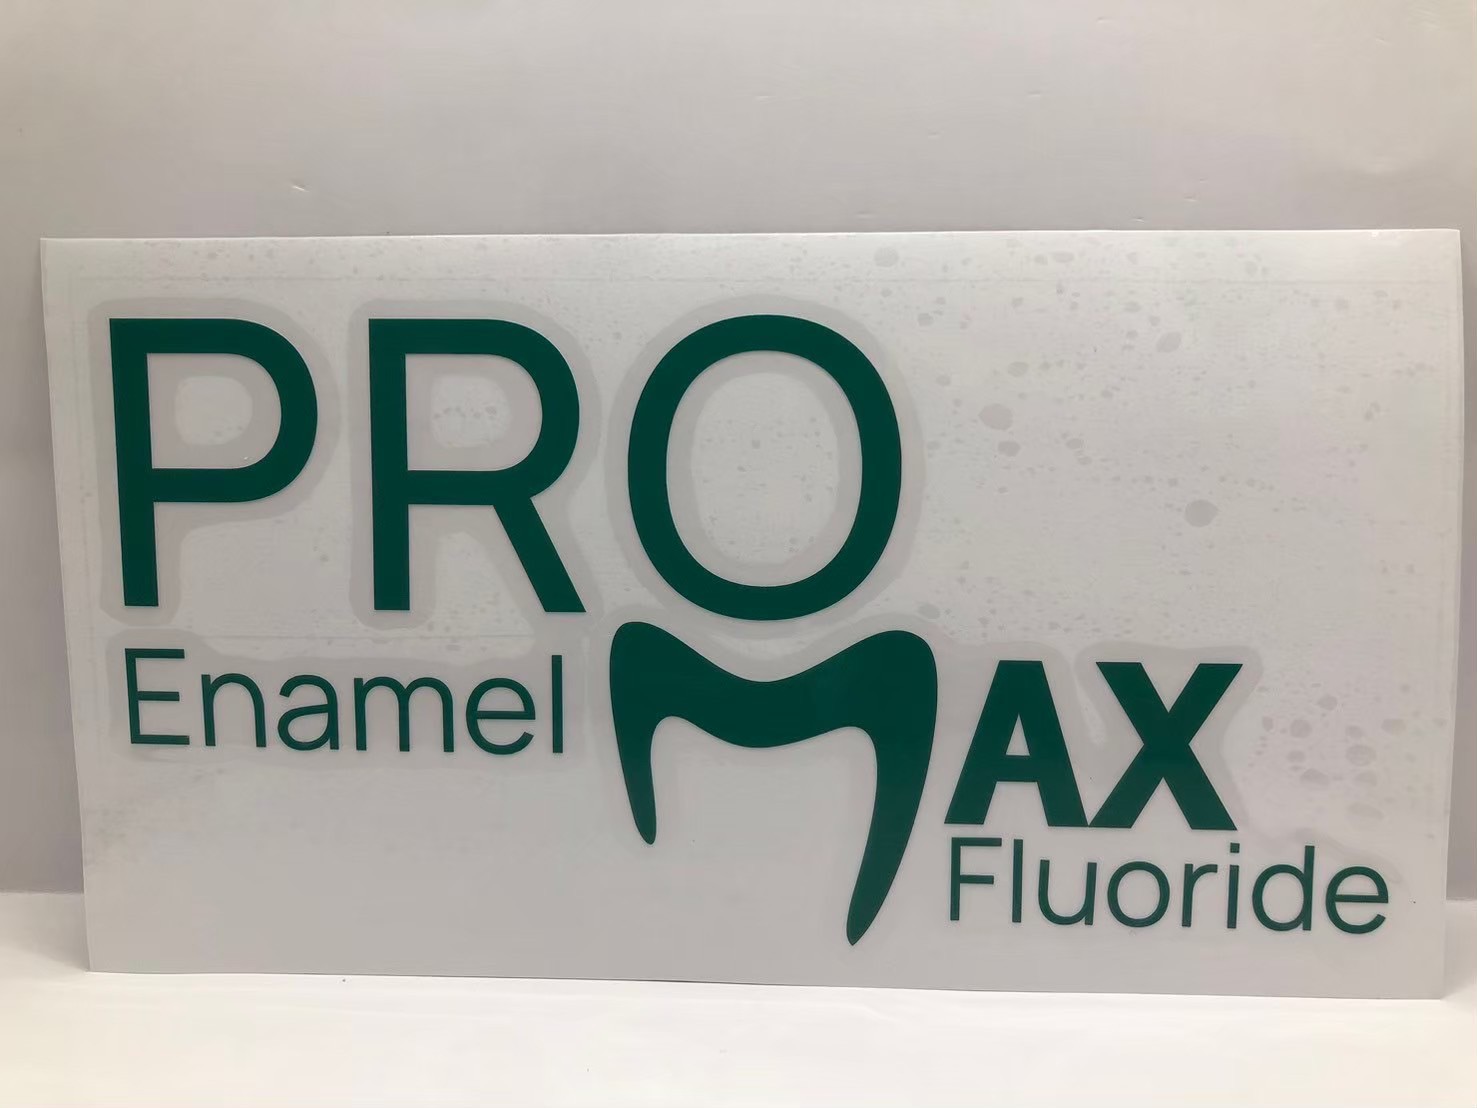 PRO
Enamel
MAX
Fluoride